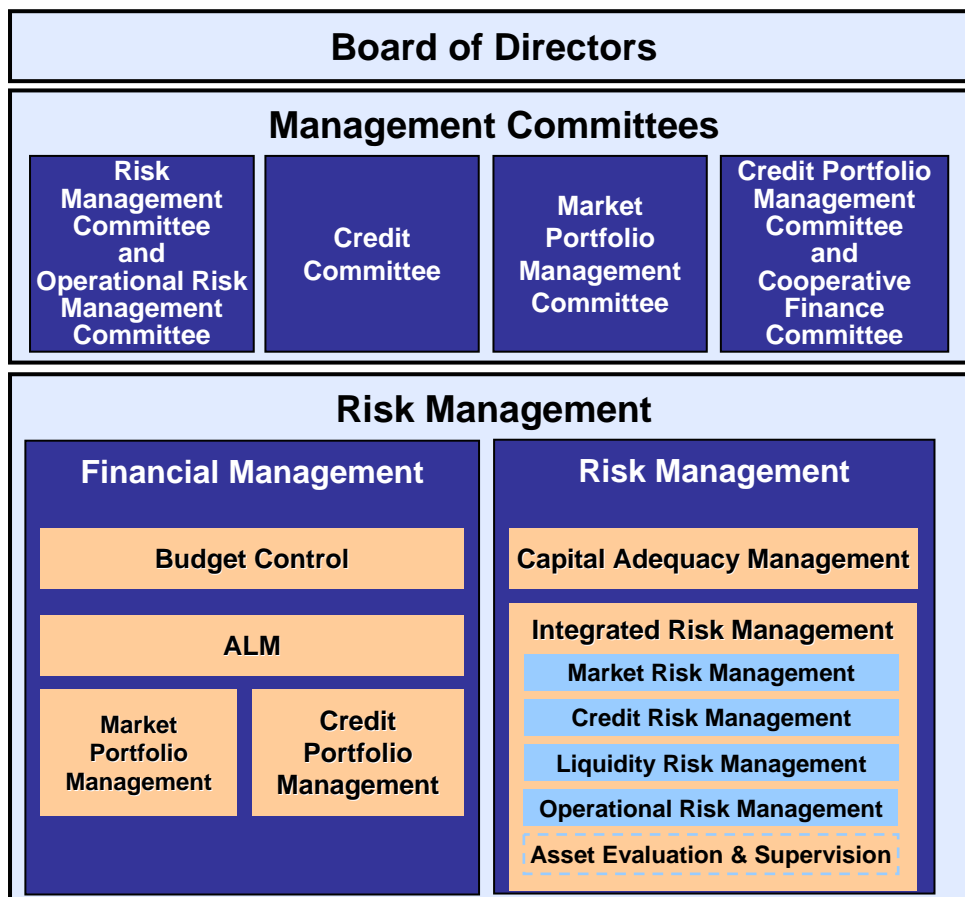 Board of Directors
Management Committees
Risk
Management
Committee
and
Operational Risk
Management
Committee
Credit
Committee
Market
Portfolio
Management
Committee
Credit Portfolio
Management
Committee
and
Cooperative
Finance
Committee
Risk Management
Financial Management
Budget Control
ALM
Market
Portfolio
Management
Credit
Portfolio
Management
Risk Management
Capital Adequacy Management
Integrated Risk Management
Market Risk Management
Credit Risk Management
Liquidity Risk Management
Operational Risk Management
Asset Evaluation & Supervision